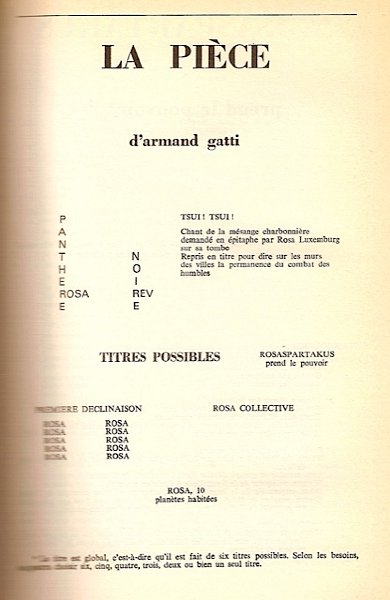 LA PIÈCE
d'armand gatti
P
A
N
T N
H O
E I
ROSA REV
E E
TSUI ! TSUI !
Chant de la mésange charbonnière
demandé en épitaphe par Rosa Luxemburg
sur sa tombe
Repris en titre pour dire sur les murs
des villes la permanence du combat des
humbles
TITRES POSSIBLES
ROSASPARTAKUS
prend le pouvoir
PREMIERE DECLINAISON
ROSA ROSA
ROSA ROSA
ROSA ROSA
ROSA ROSA
ROSA ROSA
ROSA COLLECTIVE
ROSA, 10
planètes habitées
titre est global, c'est-à-dire qu'il est fait de six titres possibles. Selon les besoins,
choisir six, cinq, quatre, trois, deux ou bien un seul titre.